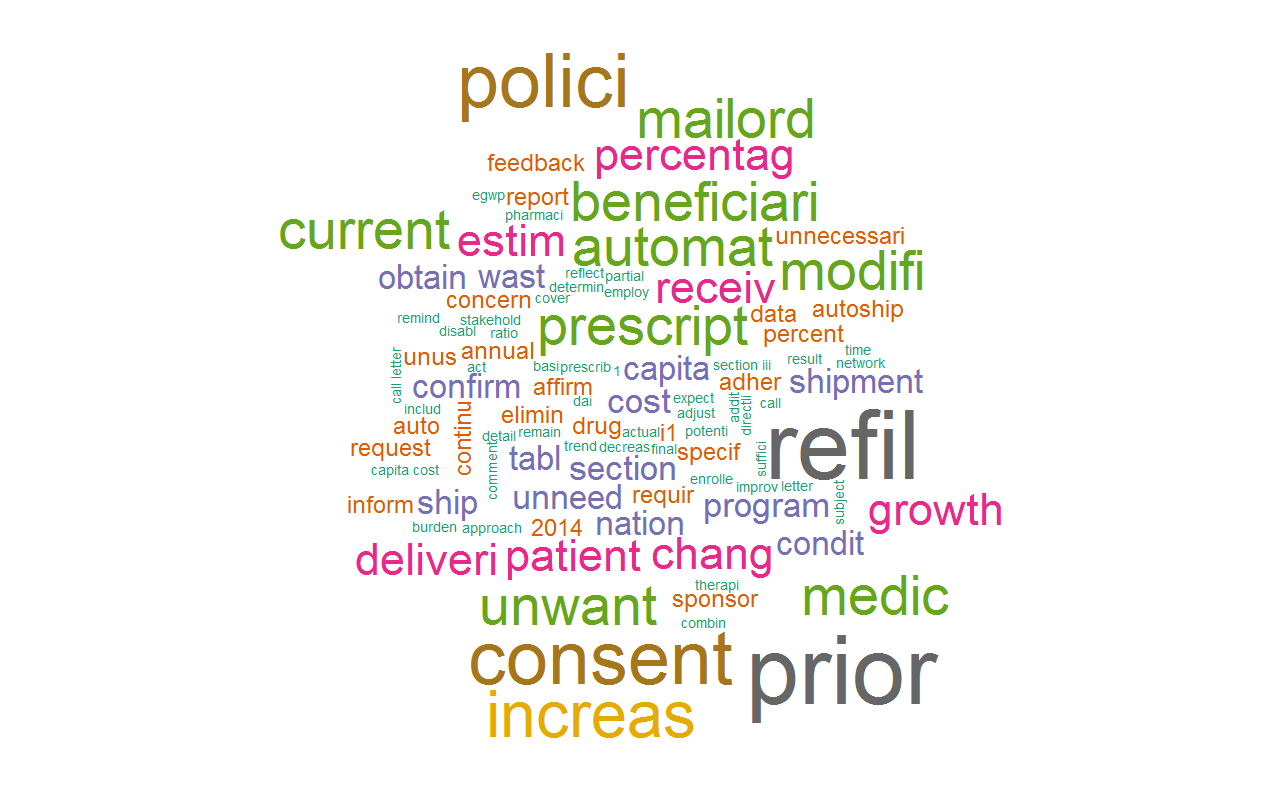 polici
mailord
feedback percentag
egwp report beneficiari
pharmaci
current estim automat unnecessari
obtain wast reflect partial receiv modifi
determin employ
concern cover
remind stakhold prescript data autoship
disabl ratio percent
call letter unus annual time
act basi prescrib 1 capita section iii result network
confirm affirm adher shipment
includ dai cost expect addit directli call
adjust
auto continu elimin drug actual i1 potenti
request detail remain trend decreas final specif suffici refil
capita cost comment tabl section enrolle
inform ship unneed requir improv letter program subject growth
burden approach 2014 nation
deliveri patient chang condit
therapi
unwant sponsor medic
combin
consent prior
increas